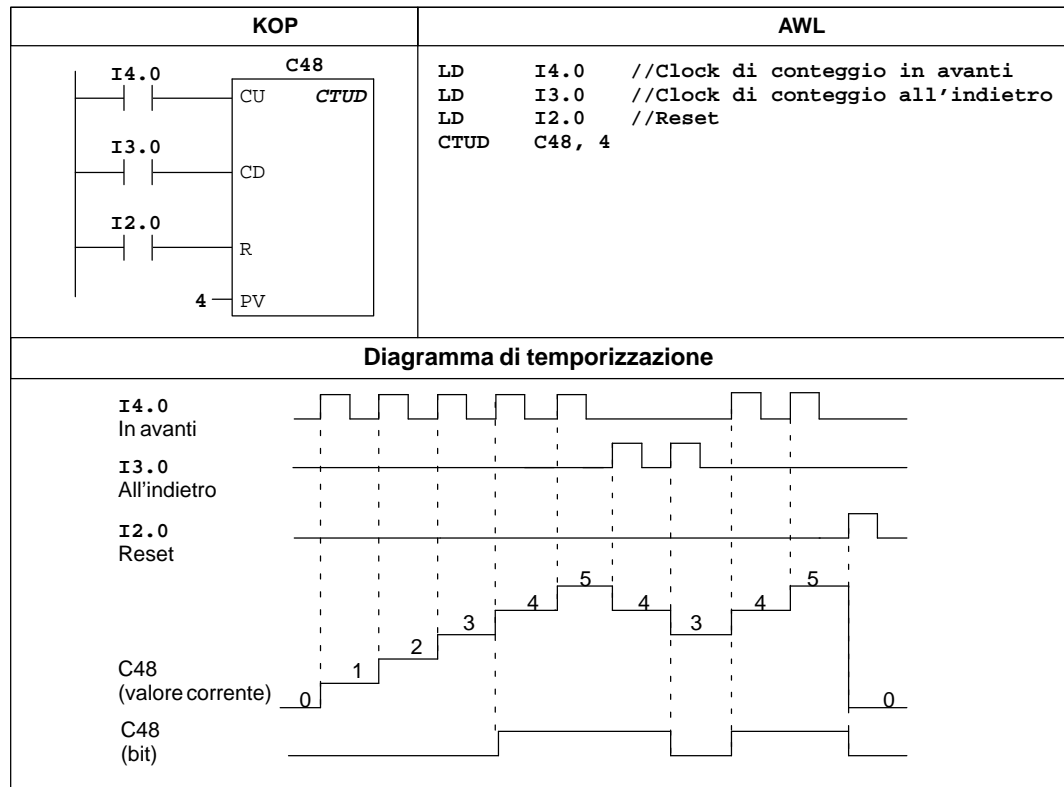 KOP
AWL
I4.0
C48
CU CTUD
I3.0
CD
I2.0
R
4 PV
LD I4.0 //Clock di conteggio in avanti
LD I3.0 //Clock di conteggio all'indietro
LD I2.0 //Reset
CTUD C48, 4
Diagramma di temporizzazione
I4.0
In avanti
I3.0
All'indietro
I2.0
Reset
C48
(valore corrente)
0 1 2 3 4 5 4 3 4 5 0
C48
(bit)